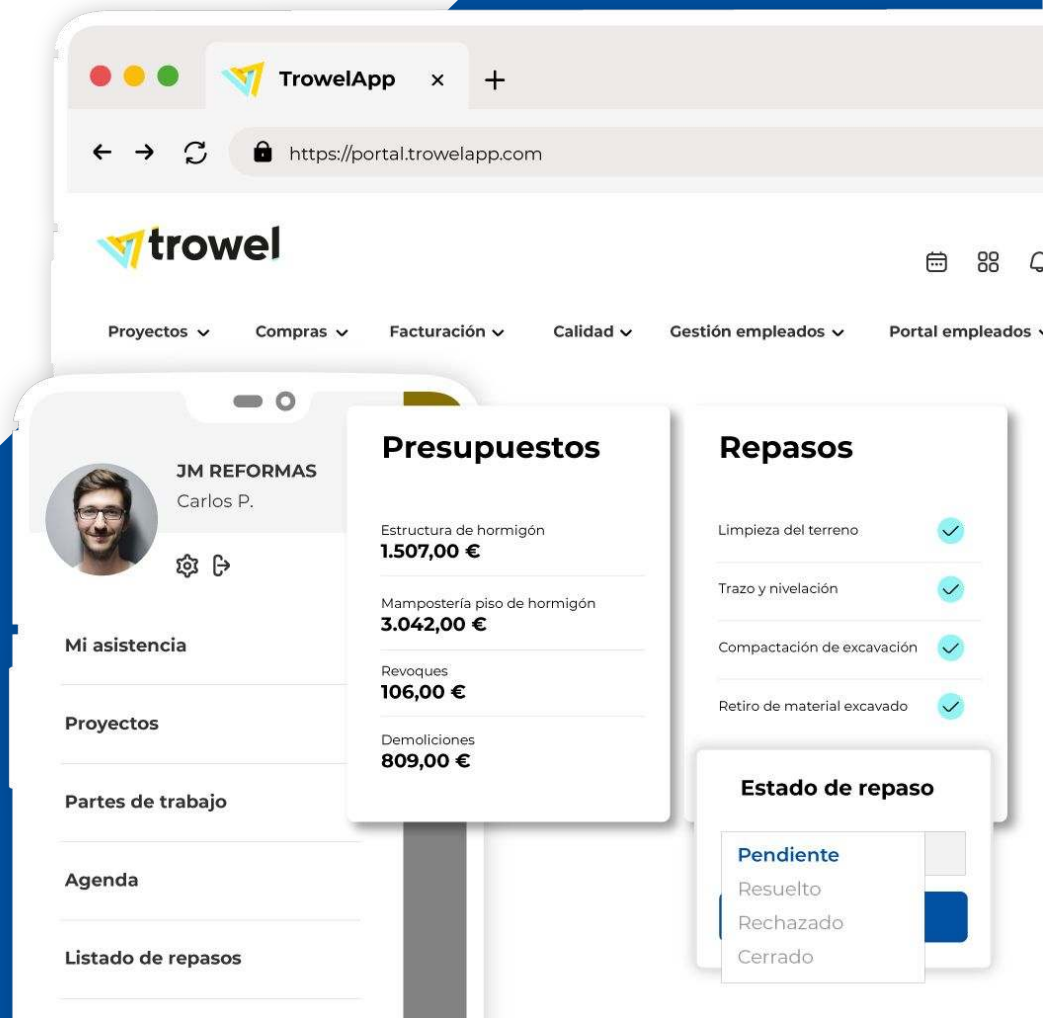 TrowelApp
https://portal.trowelapp.com
trowel
Proyectos
Compras
Facturación
Calidad
Gestión empleados
Portal empleados
JM REFORMAS
Carlos P.
Mi asistencia
Proyectos
Partes de trabajo
Agenda
Listado de repasos
Presupuestos
Estructura de hormigón
1.507,00 €
Mampostería piso de hormigón
3.042,00 €
Revoques
106,00 €
Demoliciones
809,00 €
Repasos
Limpieza del terreno
Trazo y nivelación
Compactación de excavación
Retiro de material excavado
Estado de repaso
Pendiente
Resuelto
Rechazado
Cerrado